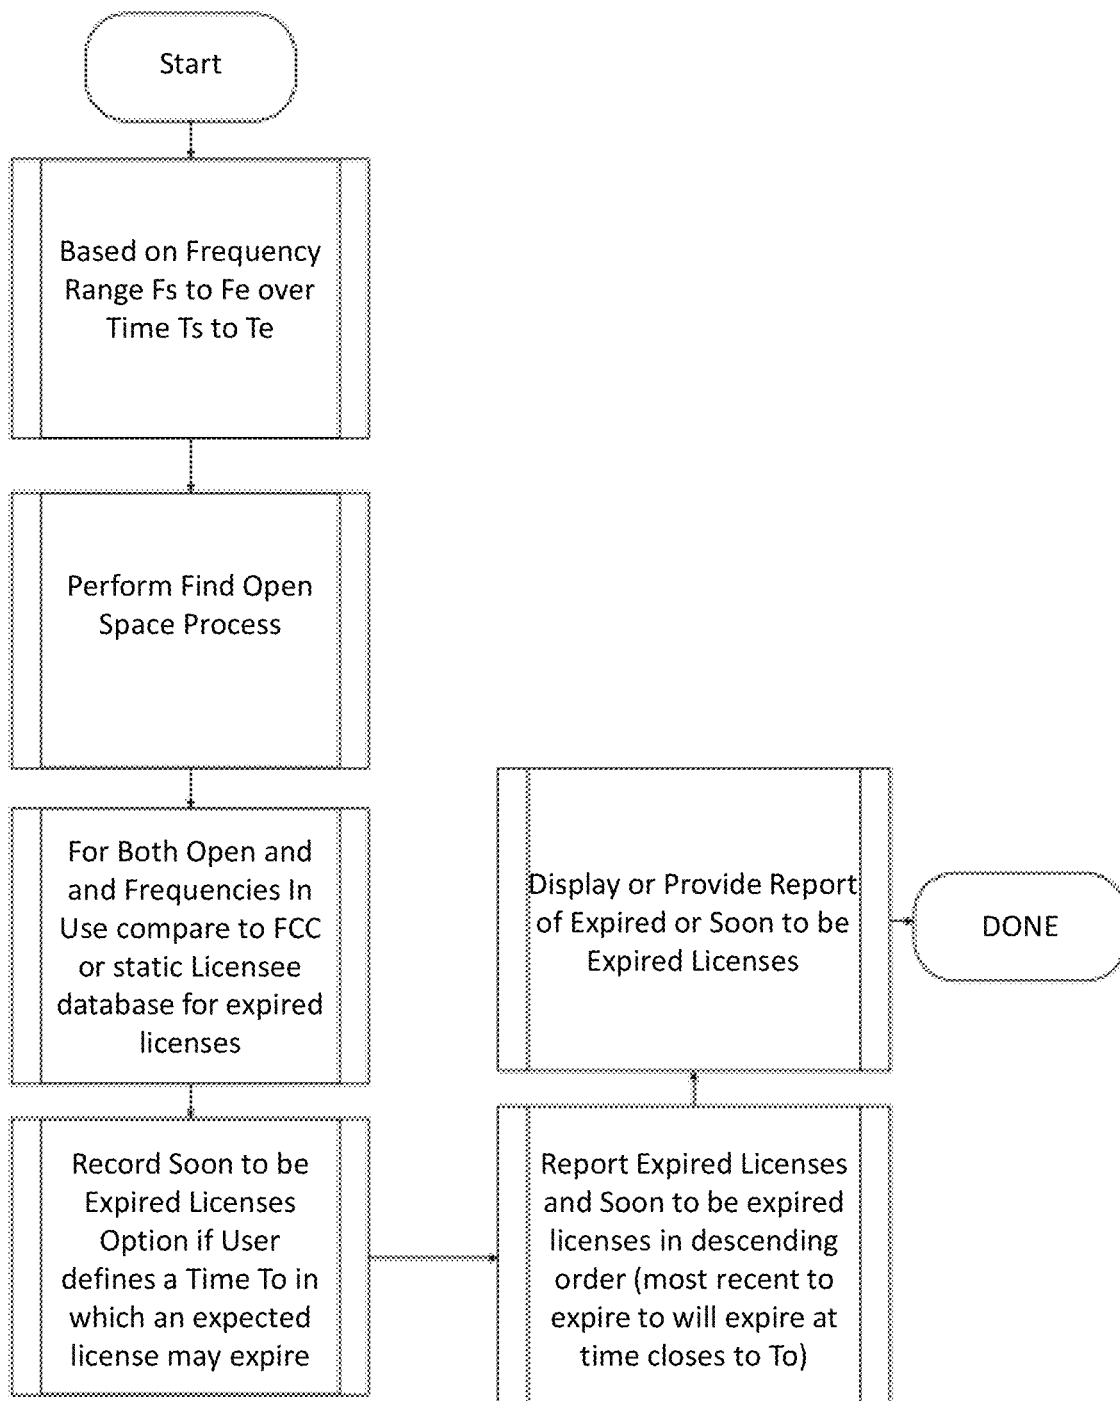 Start
Based on Frequency
Range Fs to Fe over
Time Ts to Te
Perform Find Open
Space Process
For Both Open and
and Frequencies In
Use compare to FCC
or static Licensee
database for expired
licenses
Record Soon to be
Expired Licenses
Option if User
defines a Time To in
which an expected
license may expire
Report Expired Licenses
and Soon to be expired
licenses in descending
order (most recent to
expire to will expire at
time closes to To)
Display or Provide Report
of Expired or Soon to be
Expired Licenses
DONE